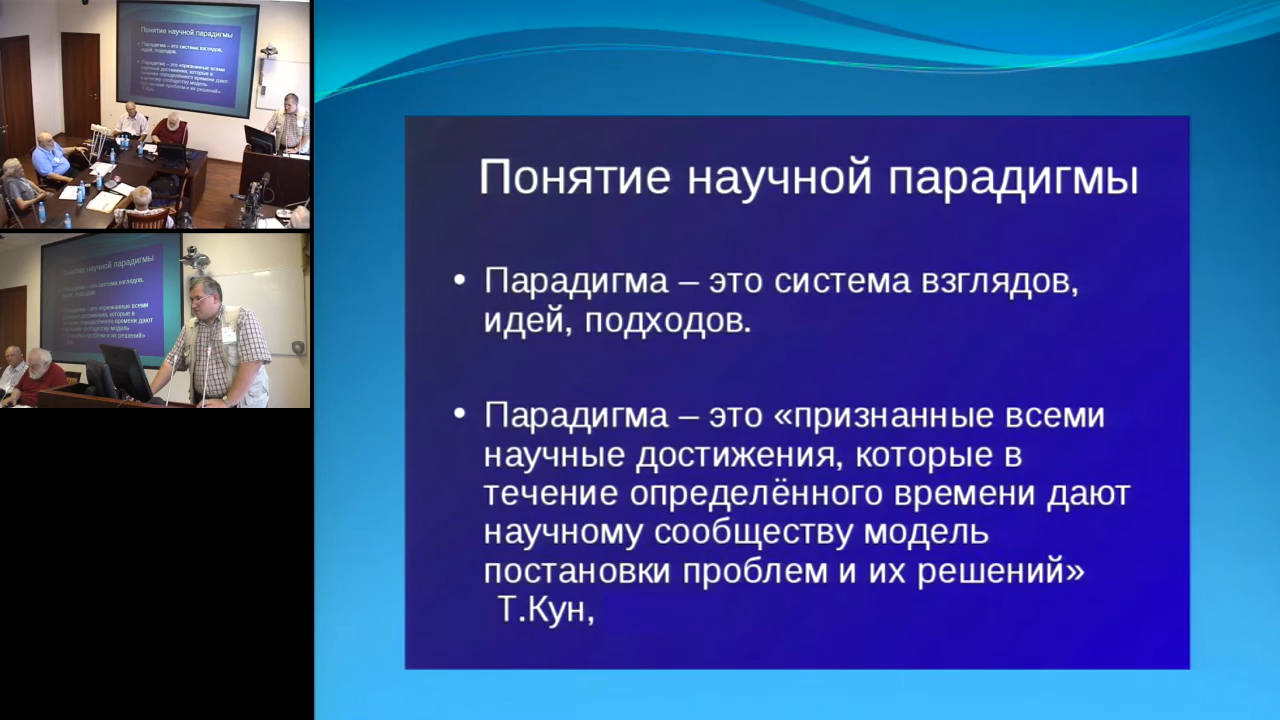 Понятие научной парадигмы
• Парадигма – это система взглядов,
идей, подходов.
• Парадигма – это «признанные всеми
научные достижения, которые в
течение определённого времени дают
научному сообществу модель
постановки проблем и их решений»
Т.Кун,